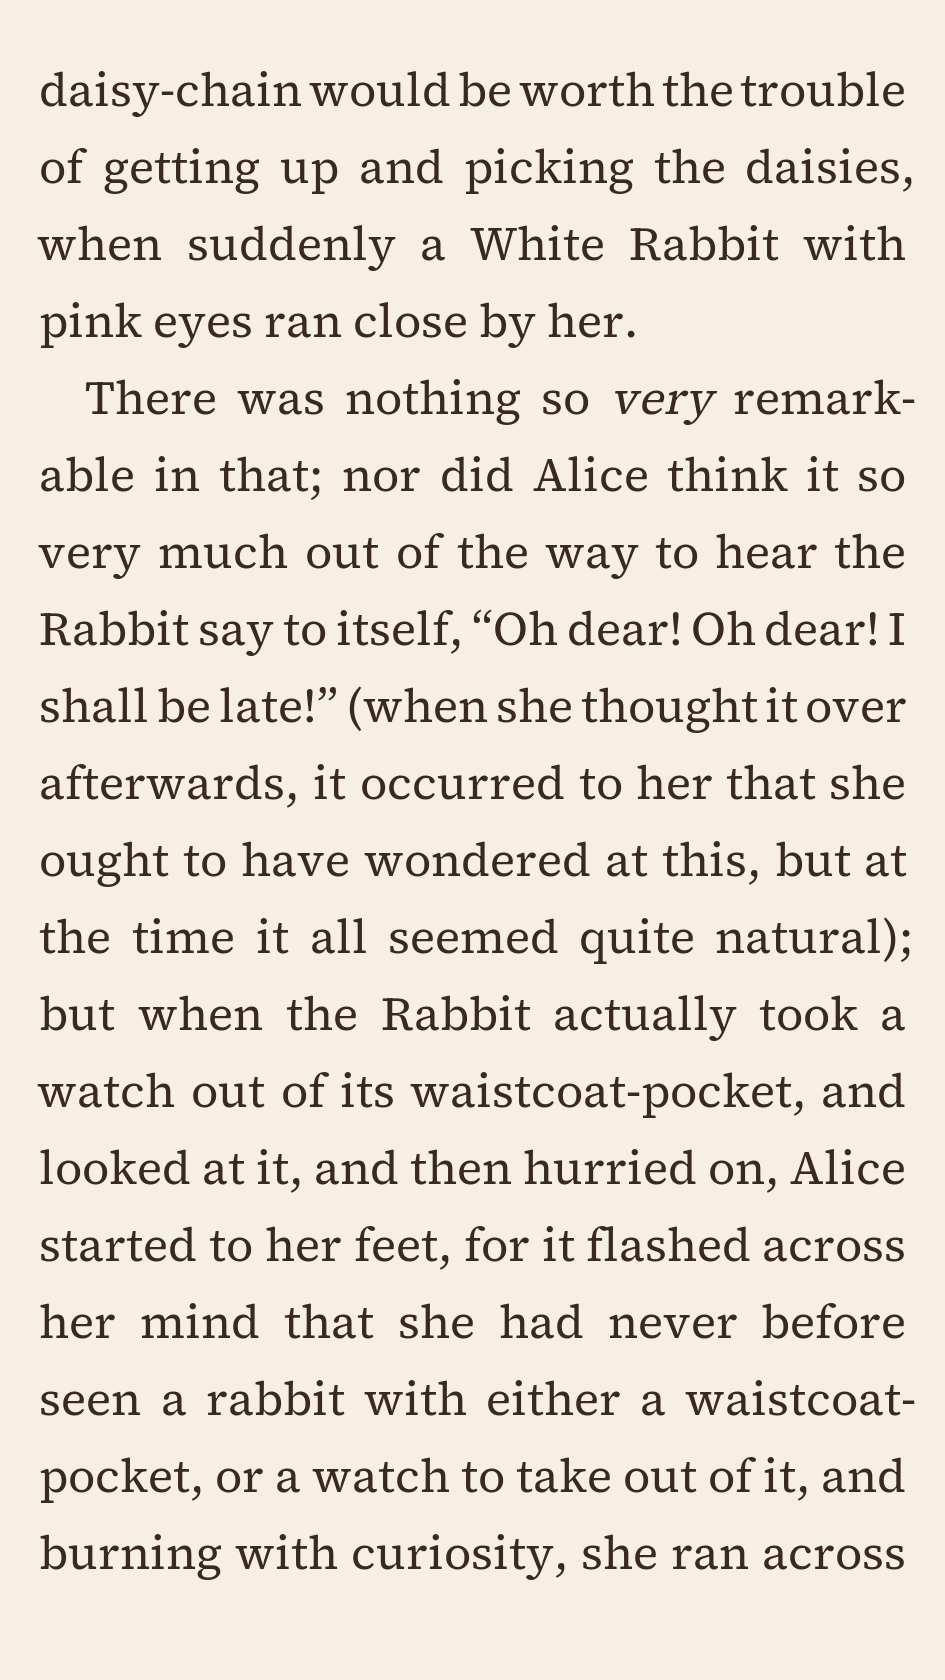 daisy-chain would be worth the trouble
of getting up and picking the daisies,
when suddenly a White Rabbit with
pink eyes ran close by her.
There was nothing so very remark-
able in that; nor did Alice think it so
very much out of the way to hear the
Rabbit say to itself, “Oh dear! Oh dear! I
shall be late!” (when she thought it over
afterwards, it occurred to her that she
ought to have wondered at this, but at
the time it all seemed quite natural);
but when the Rabbit actually took a
watch out of its waistcoat-pocket, and
looked at it, and then hurried on, Alice
started to her feet, for it flashed across
her mind that she had never before
seen a rabbit with either a waistcoat-
pocket, or a watch to take out of it, and
burning with curiosity, she ran across